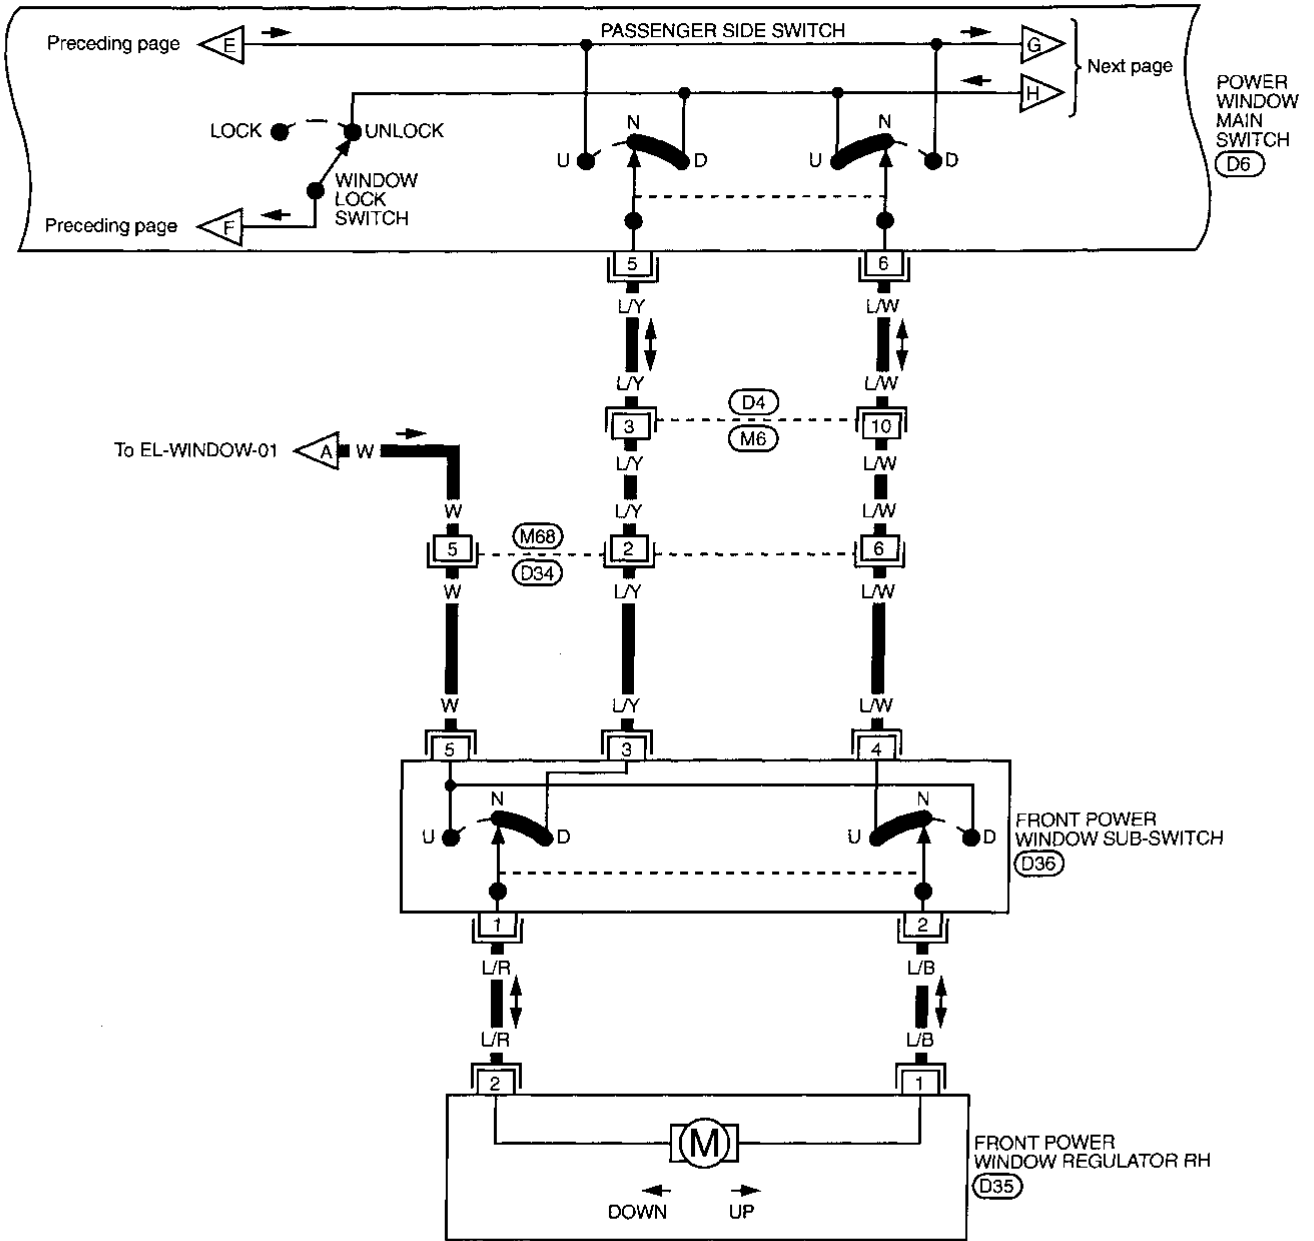 Preceding page E PASSENGER SIDE SWITCH G
Next page
H
POWER
WINDOW
MAIN
SWITCH
D6
LOCK UNLOCK
N N
U D U D
WINDOW
LOCK
SWITCH
Preceding page F
5 6
L/Y L/W
L/Y L/W
3 D4 10
M6
To EL-WINDOW-01 A W
L/Y L/W
W L/Y L/W
5 M68 2 6
D34
W L/Y L/W
W L/Y L/W
5 3 4
N N
U D U D
FRONT POWER
WINDOW SUB-SWITCH
D36
1 2
L/R L/B
L/R L/B
2 1
M
FRONT POWER
WINDOW REGULATOR RH
D35
DOWN UP